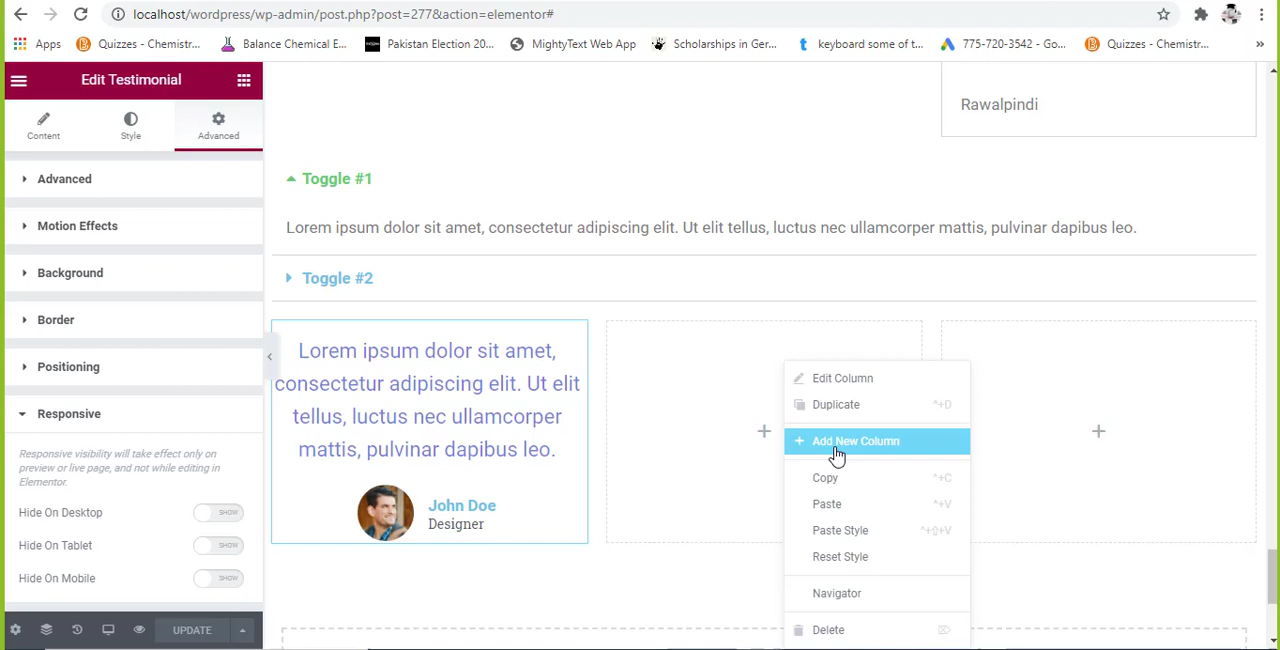 localhost/wordpress/wp-admin/post.php?post=277&action=elementor#
Apps
Quizzes - Chemistr...
Balance Chemical E...
Pakistan Election 20...
MightyText Web App
Scholarships in Ger...
keyboard some of t...
775-720-3542 - Go...
Quizzes - Chemistr...
»
Edit Testimonial
Content
Style
Advanced
Advanced
Motion Effects
Background
Border
Positioning
Responsive
Responsive visibility will take effect only on
preview or live page, and not while editing in
Elementor.
Hide On Desktop
SHOW
Hide On Tablet
SHOW
Hide On Mobile
SHOW
UPDATE
Rawalpindi
Toggle #1
Lorem ipsum dolor sit amet, consectetur adipiscing elit. Ut elit tellus, luctus nec ullamcorper mattis, pulvinar dapibus leo.
Toggle #2
Lorem ipsum dolor sit amet,
consectetur adipiscing elit. Ut elit
tellus, luctus nec ullamcorper
mattis, pulvinar dapibus leo.
John Doe
Designer
Edit Column
Duplicate ^+D
Add New Column
Copy ^+C
Paste ^+V
Paste Style ^+⇧+V
Reset Style
Navigator
Delete ⌦